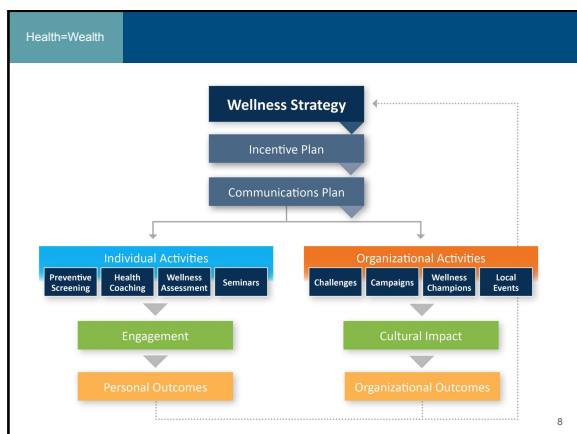 Health=Wealth
Wellness Strategy
Incentive Plan
Communications Plan
Individual Activities
Preventive
Screening
Health
Coaching
Wellness
Assessment
Seminars
Organizational Activities
Challenges
Campaigns
Wellness
Champions
Local
Events
Engagement
Cultural Impact
Personal Outcomes
Organizational Outcomes
8